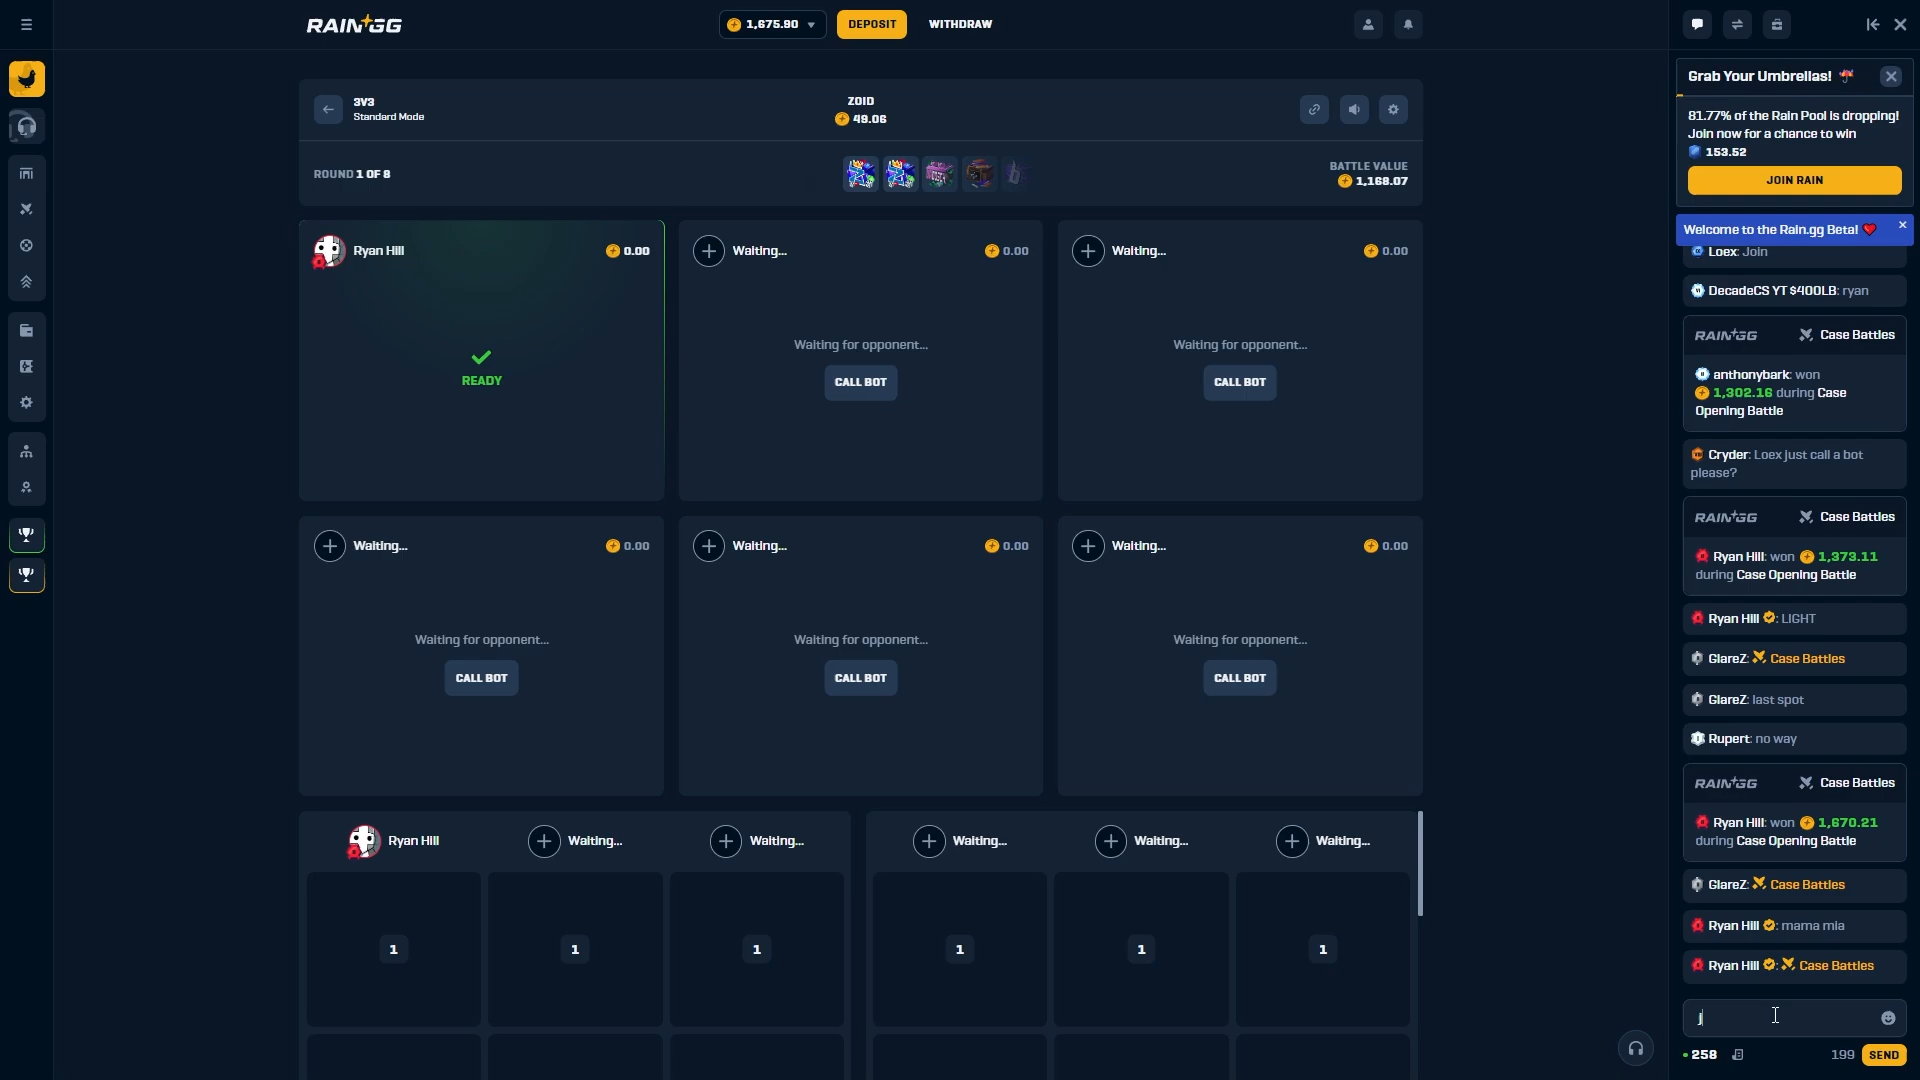 RAIN GG
1,675.90
DEPOSIT
WITHDRAW
3V3
Standard Mode
ZOID
49.06
ROUND 1 OF 8
BATTLE VALUE
1,168.07
Ryan Hill
0.00
READY
Waiting...
0.00
Waiting for opponent...
CALL BOT
Waiting...
0.00
Waiting for opponent...
CALL BOT
Waiting...
0.00
Waiting for opponent...
CALL BOT
Waiting...
0.00
Waiting for opponent...
CALL BOT
Waiting...
0.00
Waiting for opponent...
CALL BOT
Ryan Hill
Waiting...
Waiting...
Waiting...
Waiting...
Waiting...
1
1
1
1
1
1
Grab Your Umbrellas!
81.77% of the Rain Pool is dropping!
Join now for a chance to win
153.52
JOIN RAIN
Welcome to the Rain.gg Beta!
Loex: Join
DecadeCS YT $400LB: ryan
RAIN GG Case Battles
anthonybark: won
1,302.16 during Case
Opening Battle
Cryder: Loex just call a bot
please?
RAIN GG Case Battles
Ryan Hill: won 1,373.11
during Case Opening Battle
Ryan Hill : LIGHT
GlareZ: Case Battles
GlareZ: last spot
Rupert: no way
RAIN GG Case Battles
Ryan Hill: won 1,670.21
during Case Opening Battle
GlareZ: Case Battles
Ryan Hill : mama mia
Ryan Hill : Case Battles
j
258
199
SEND